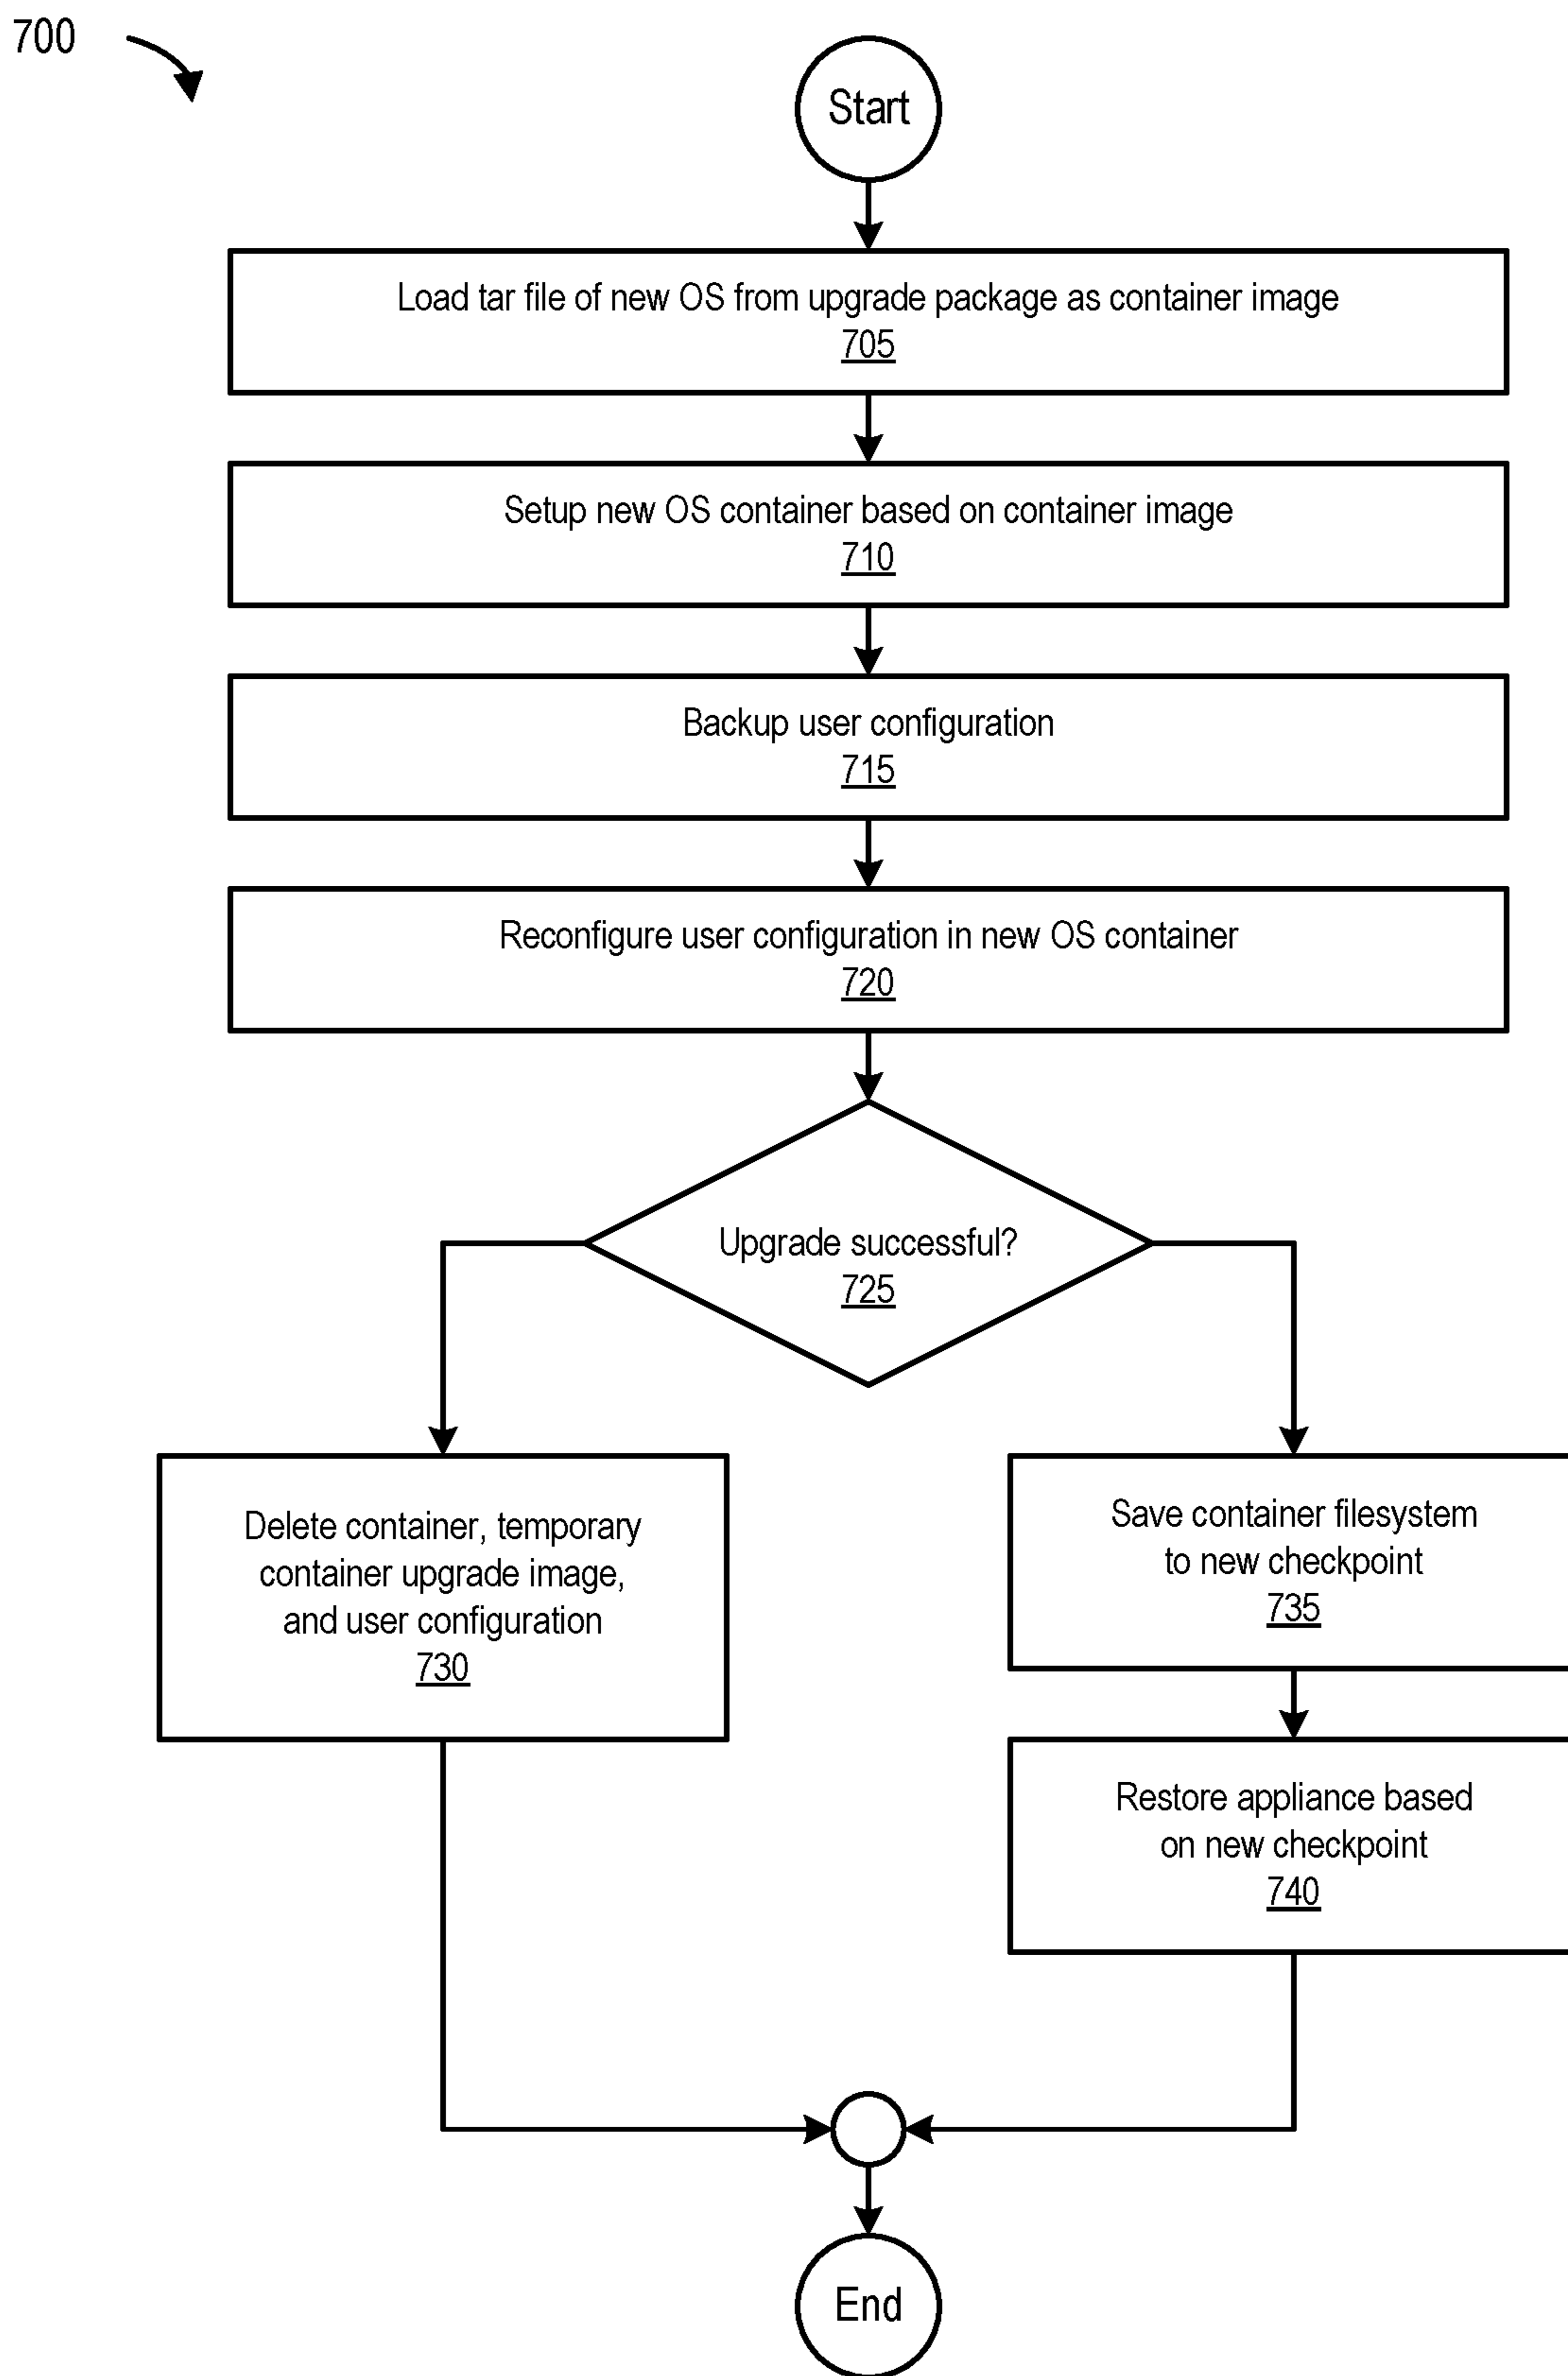 700
Start
Load tar file of new OS from upgrade package as container image
705
Setup new OS container based on container image
710
Backup user configuration
715
Reconfigure user configuration in new OS container
720
Upgrade successful?
725
Delete container, temporary
container upgrade image,
and user configuration
730
Save container filesystem
to new checkpoint
735
Restore appliance based
on new checkpoint
740
End